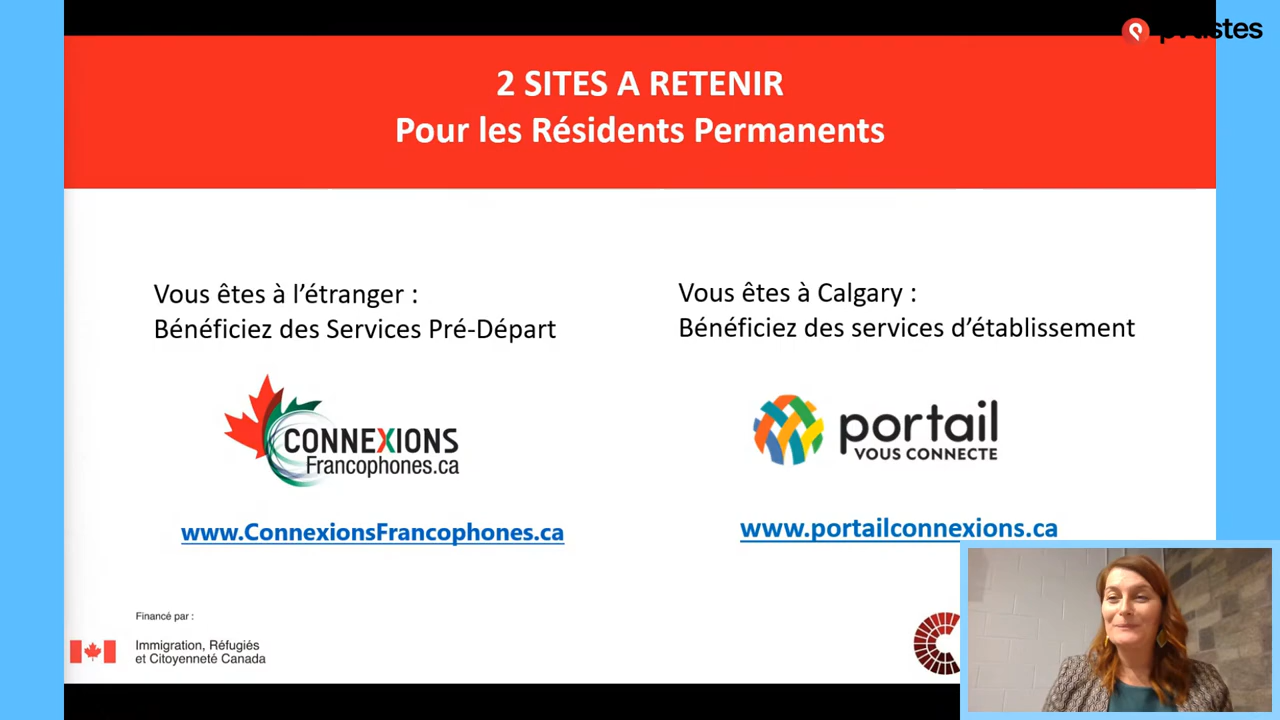 pvtistes
2 SITES A RETENIR
Pour les Résidents Permanents
Vous êtes à l’étranger :
Bénéficiez des Services Pré-Départ
CONNEXIONS
Francophones.ca
www.ConnexionsFrancophones.ca
Vous êtes à Calgary :
Bénéficiez des services d’établissement
portail
VOUS CONNECTE
www.portailconnexions.ca
Financé par :
Immigration, Réfugiés
et Citoyenneté Canada